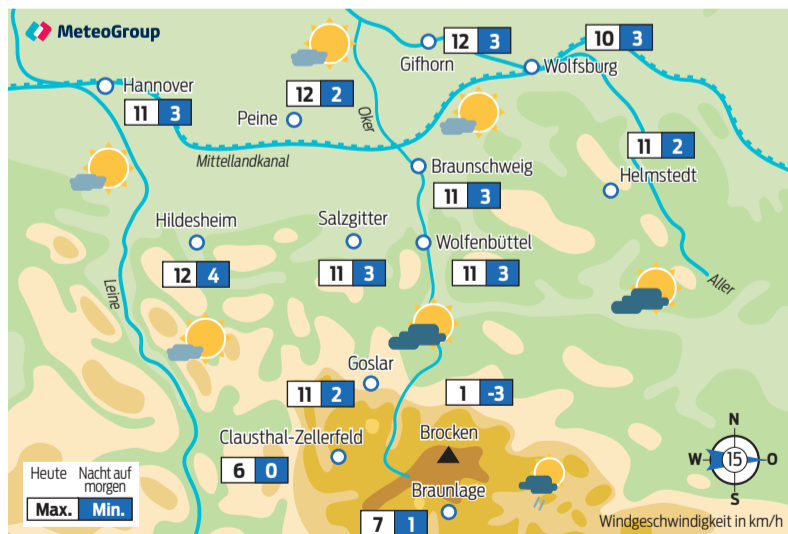 MeteoGroup
12 3
Gifhorn
10 3
Wolfsburg
Hannover
11 3
12 2
Peine
Oker
Mittellandkanal
11 2
Helmstedt
Braunschweig
11 3
Hildesheim
12 4
Salzgitter
11 3
Wolfenbüttel
11 3
Leine
Aller
Goslar
11 2
1 -3
Clausthal-Zellerfeld
6 0
Brocken
Braunlage
7 1
Heute Nacht auf
morgen
Max. Min.
N
W 15 O
S
Windgeschwindigkeit in km/h